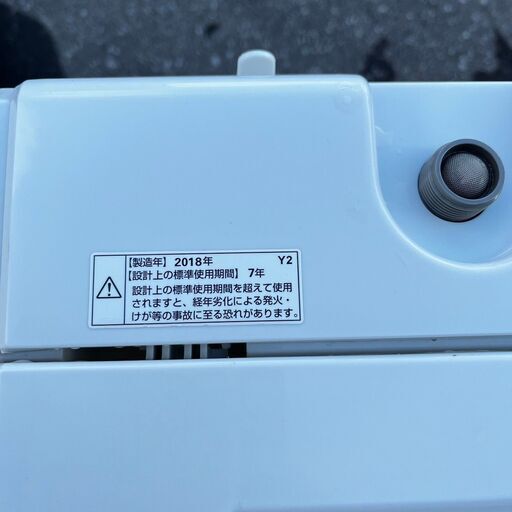 【製造年】2018年 Y2
【設計上の標準使用期間】7年
設計上の標準使用期間を超えて使用
されますと、経年劣化による発火・
けが等の事故に至る恐れがあります。